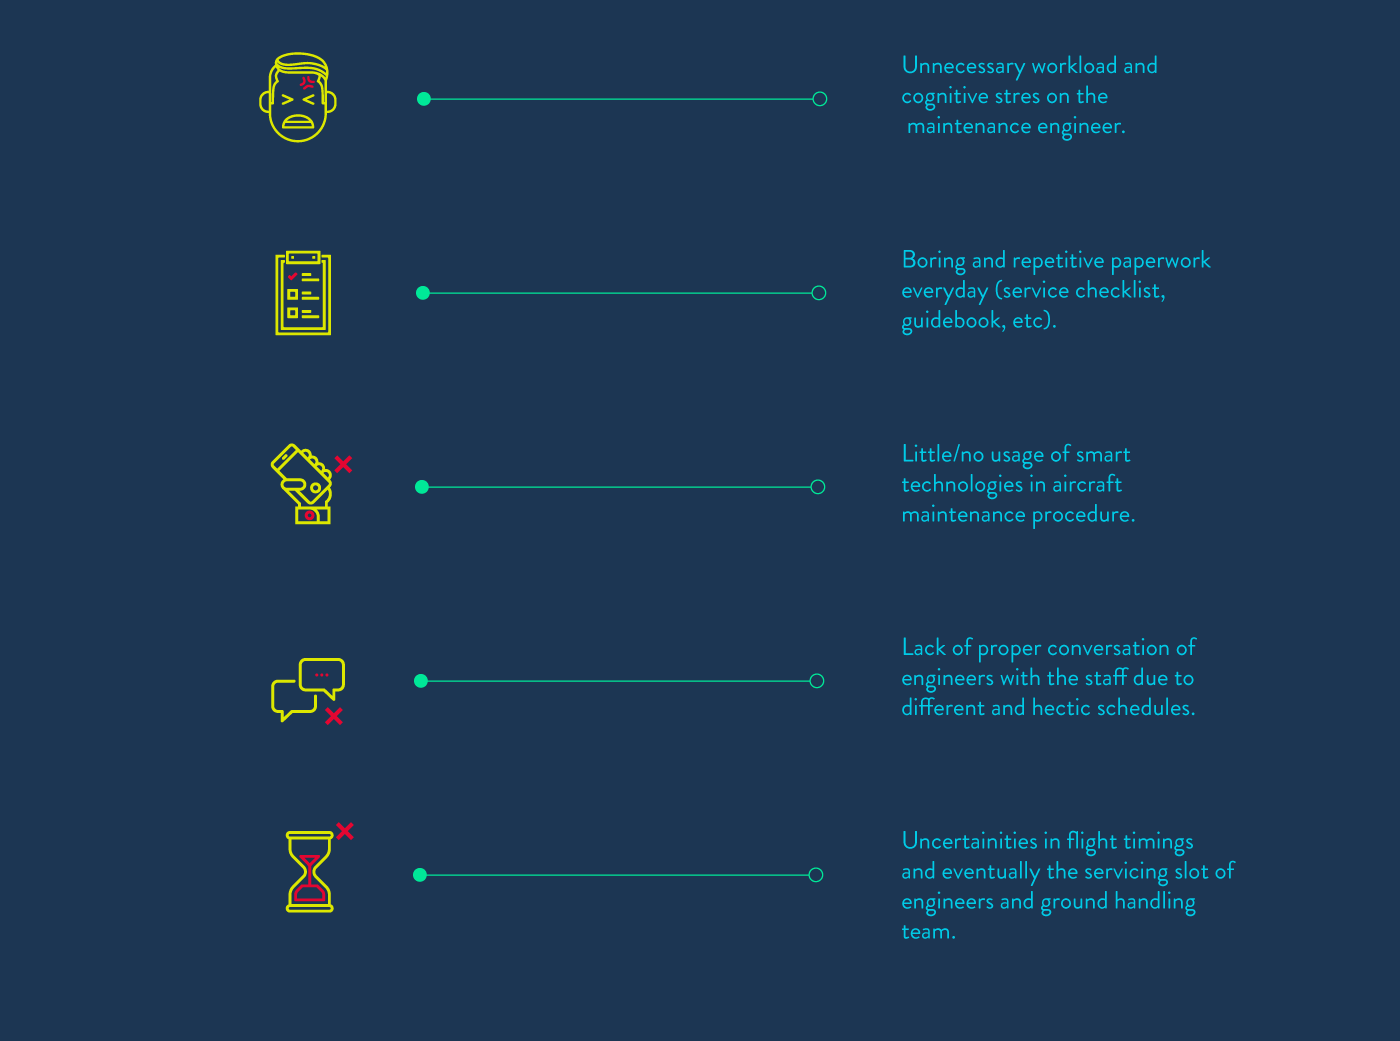 Unnecessary workload and
cognitive stres on the
maintenance engineer.
Boring and repetitive paperwork
everyday (service checklist,
guidebook, etc).
Little/no usage of smart
technologies in aircraft
maintenance procedure.
Lack of proper conversation of
engineers with the staff due to
different and hectic schedules.
Uncertainities in flight timings
and eventually the servicing slot of
engineers and ground handling
team.